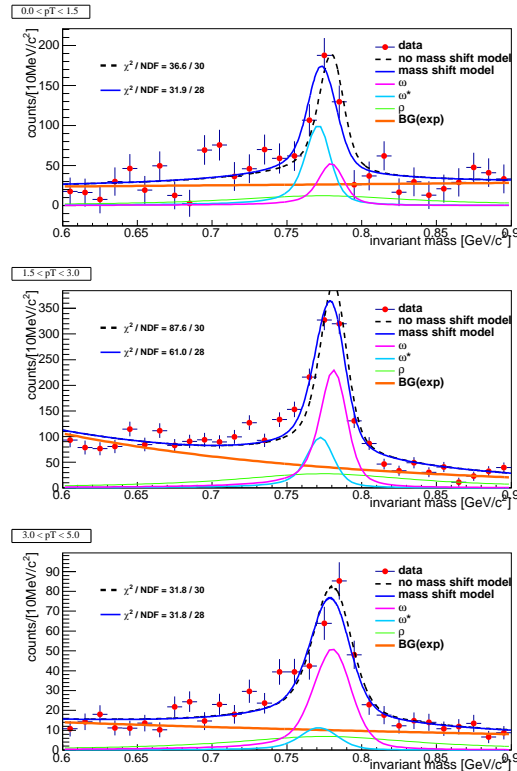 0.0 < pT < 1.5
counts/[10MeV/c²]
200
150
100
50
0
χ² / NDF = 36.6 / 30
χ² / NDF = 31.9 / 28
data
no mass shift model
mass shift model
ω
ω*
ρ
BG(exp)
0.6 0.65 0.7 0.75 0.8 0.85 0.9
invariant mass [GeV/c²]
1.5 < pT < 3.0
counts/[10MeV/c²]
350
300
250
200
150
100
50
0
χ² / NDF = 87.6 / 30
χ² / NDF = 61.0 / 28
data
no mass shift model
mass shift model
ω
ω*
ρ
BG(exp)
0.6 0.65 0.7 0.75 0.8 0.85 0.9
invariant mass [GeV/c²]
3.0 < pT < 5.0
counts/[10MeV/c²]
90
80
70
60
50
40
30
20
10
0
χ² / NDF = 31.8 / 30
χ² / NDF = 31.8 / 28
data
no mass shift model
mass shift model
ω
ω*
ρ
BG(exp)
0.6 0.65 0.7 0.75 0.8 0.85 0.9
invariant mass [GeV/c²]